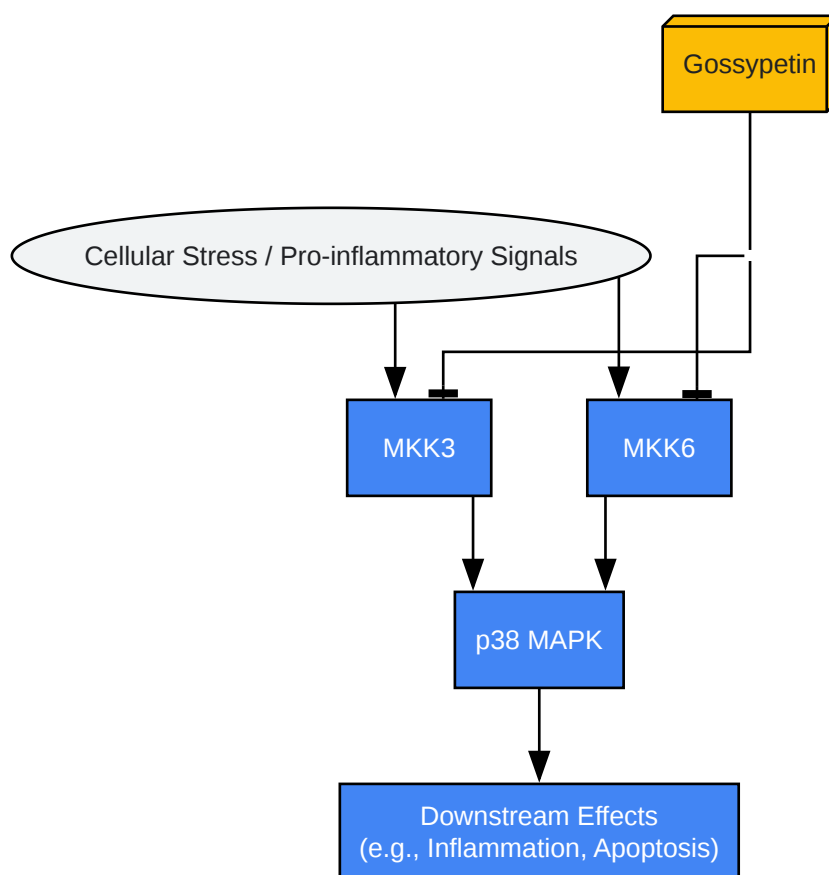 Gossypetin
Cellular Stress / Pro-inflammatory Signals
MKK3
MKK6
p38 MAPK
Downstream Effects
(e.g., Inflammation, Apoptosis)